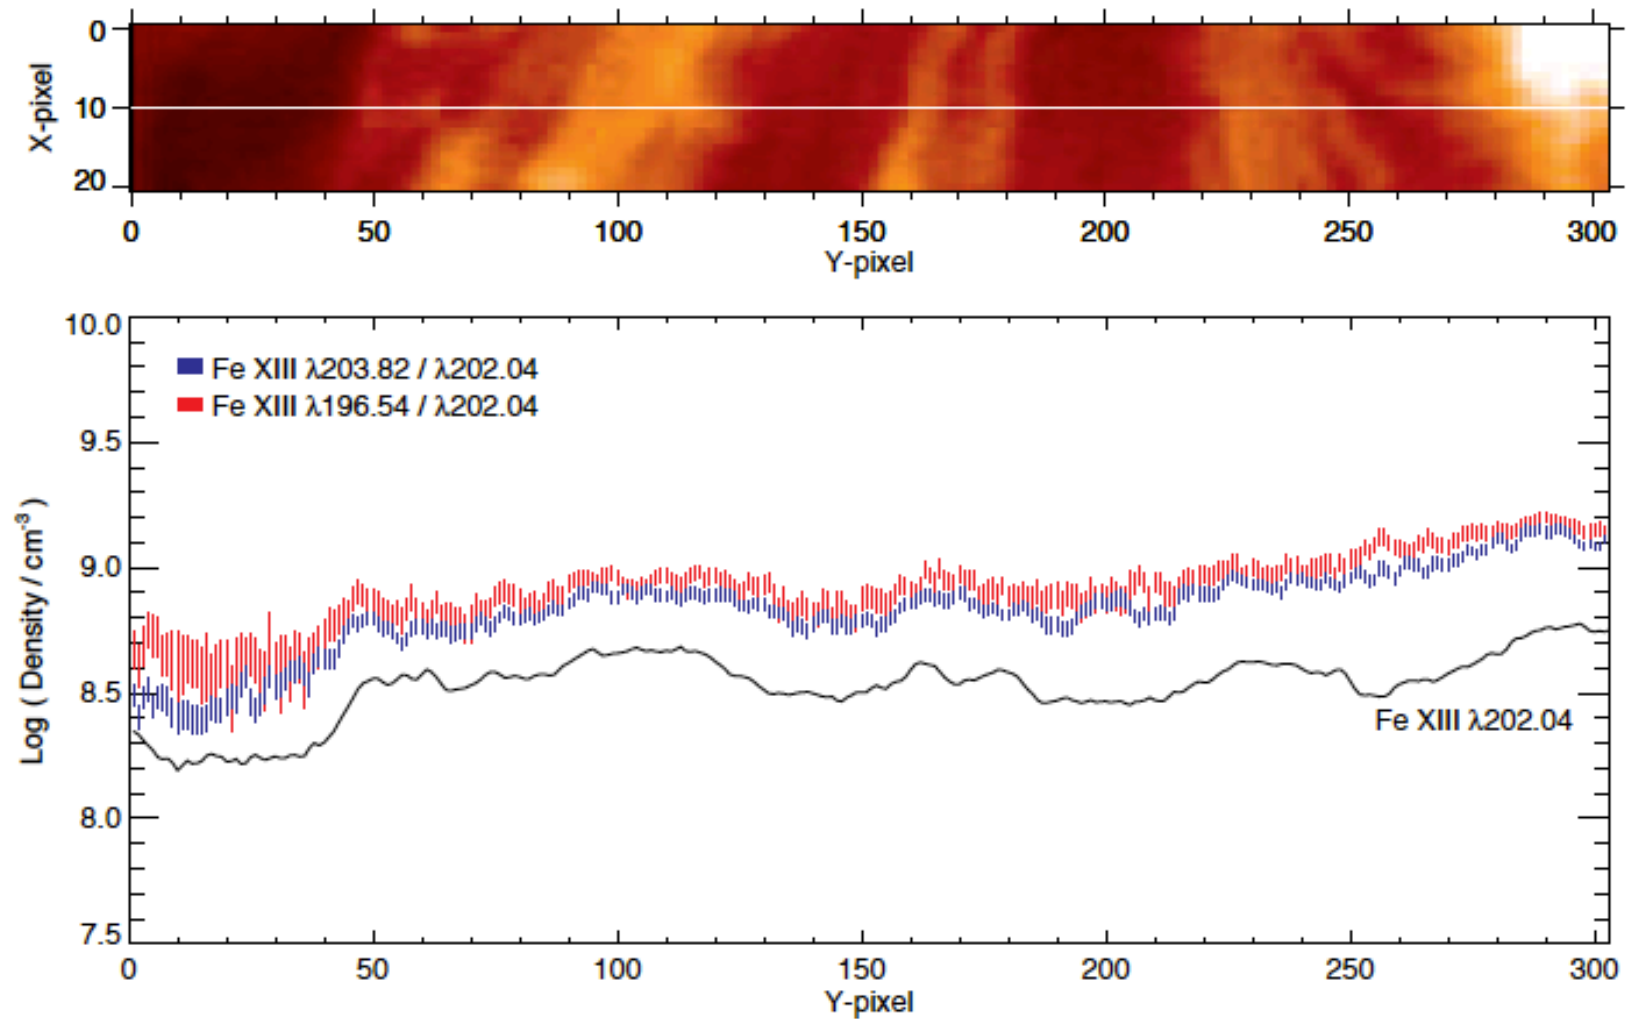 0
10
20
X-pixel
0 50 100 150 200 250 300
Y-pixel
10.0
9.5
9.0
8.5
8.0
7.5
Log ( Density / cm⁻³ )
Fe XIII λ203.82 / λ202.04
Fe XIII λ196.54 / λ202.04
Fe XIII λ202.04
0 50 100 150 200 250 300
Y-pixel